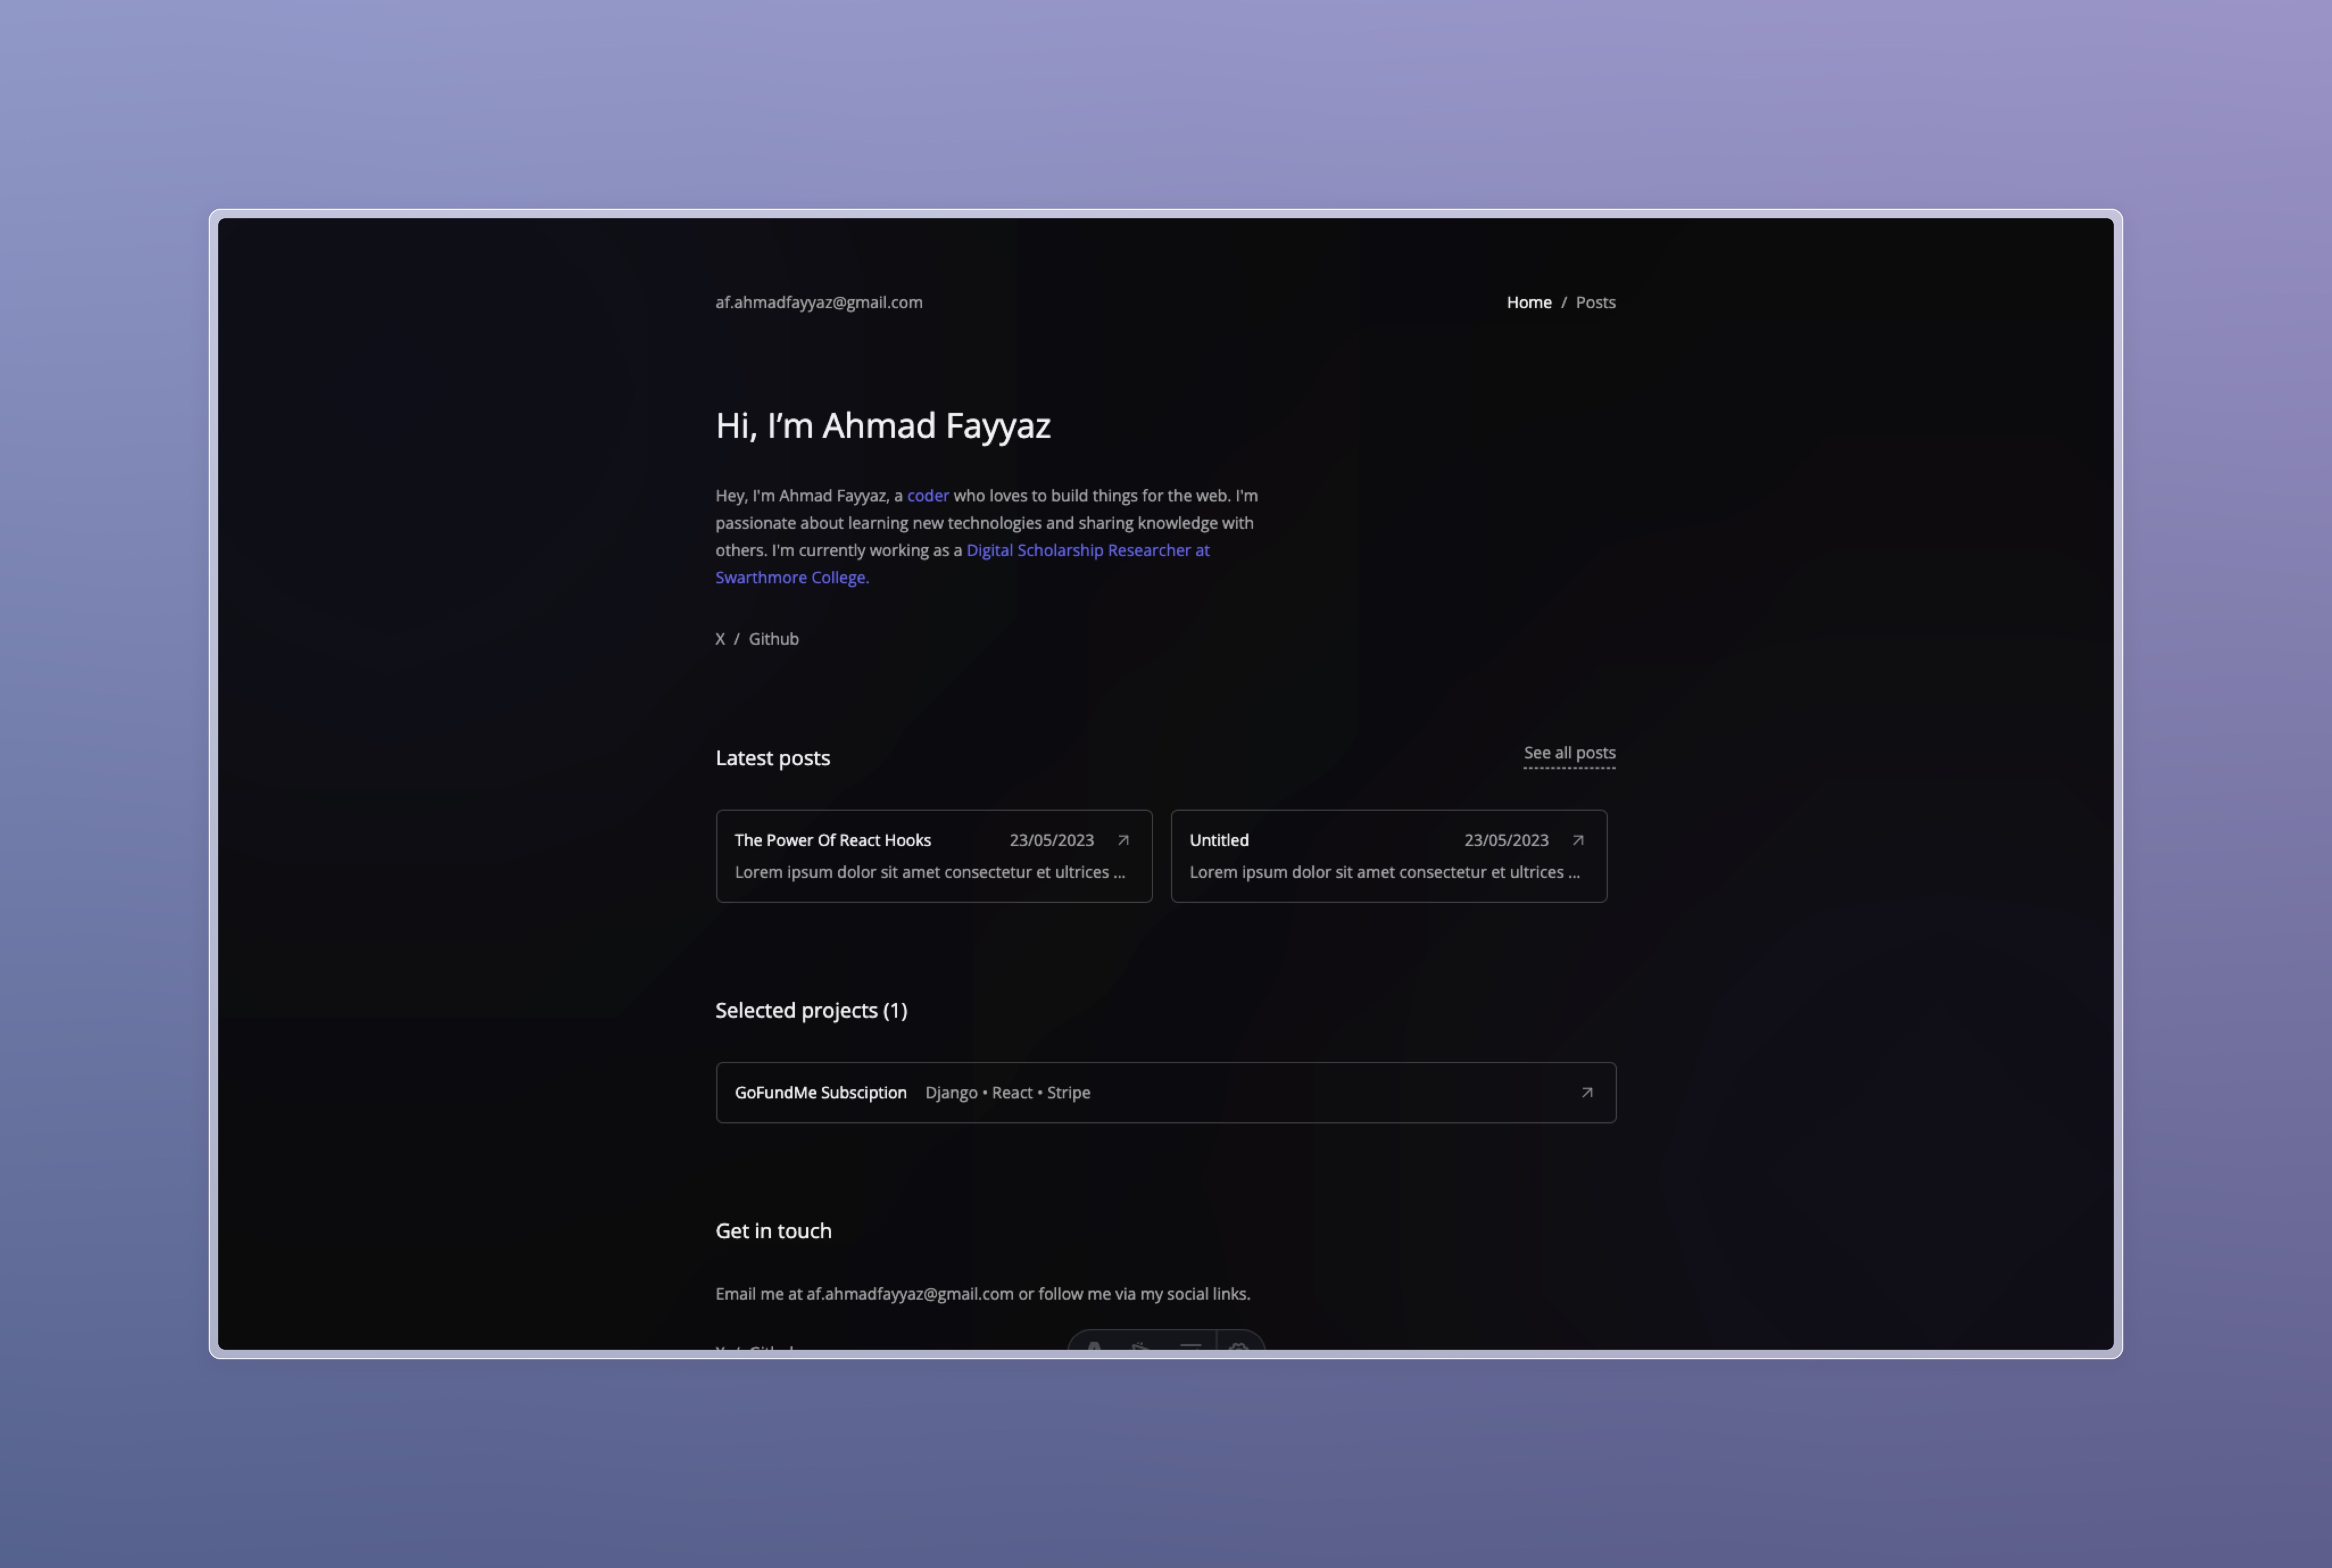 af.ahmadfayyaz@gmail.com
Home / Posts
Hi, I’m Ahmad Fayyaz
Hey, I'm Ahmad Fayyaz, a coder who loves to build things for the web. I'm
passionate about learning new technologies and sharing knowledge with
others. I'm currently working as a Digital Scholarship Researcher at
Swarthmore College.
X / Github
Latest posts
See all posts
The Power Of React Hooks 23/05/2023
Lorem ipsum dolor sit amet consectetur et ultrices ...
Untitled 23/05/2023
Lorem ipsum dolor sit amet consectetur et ultrices ...
Selected projects (1)
GoFundMe Subsciption Django • React • Stripe
Get in touch
Email me at af.ahmadfayyaz@gmail.com or follow me via my social links.